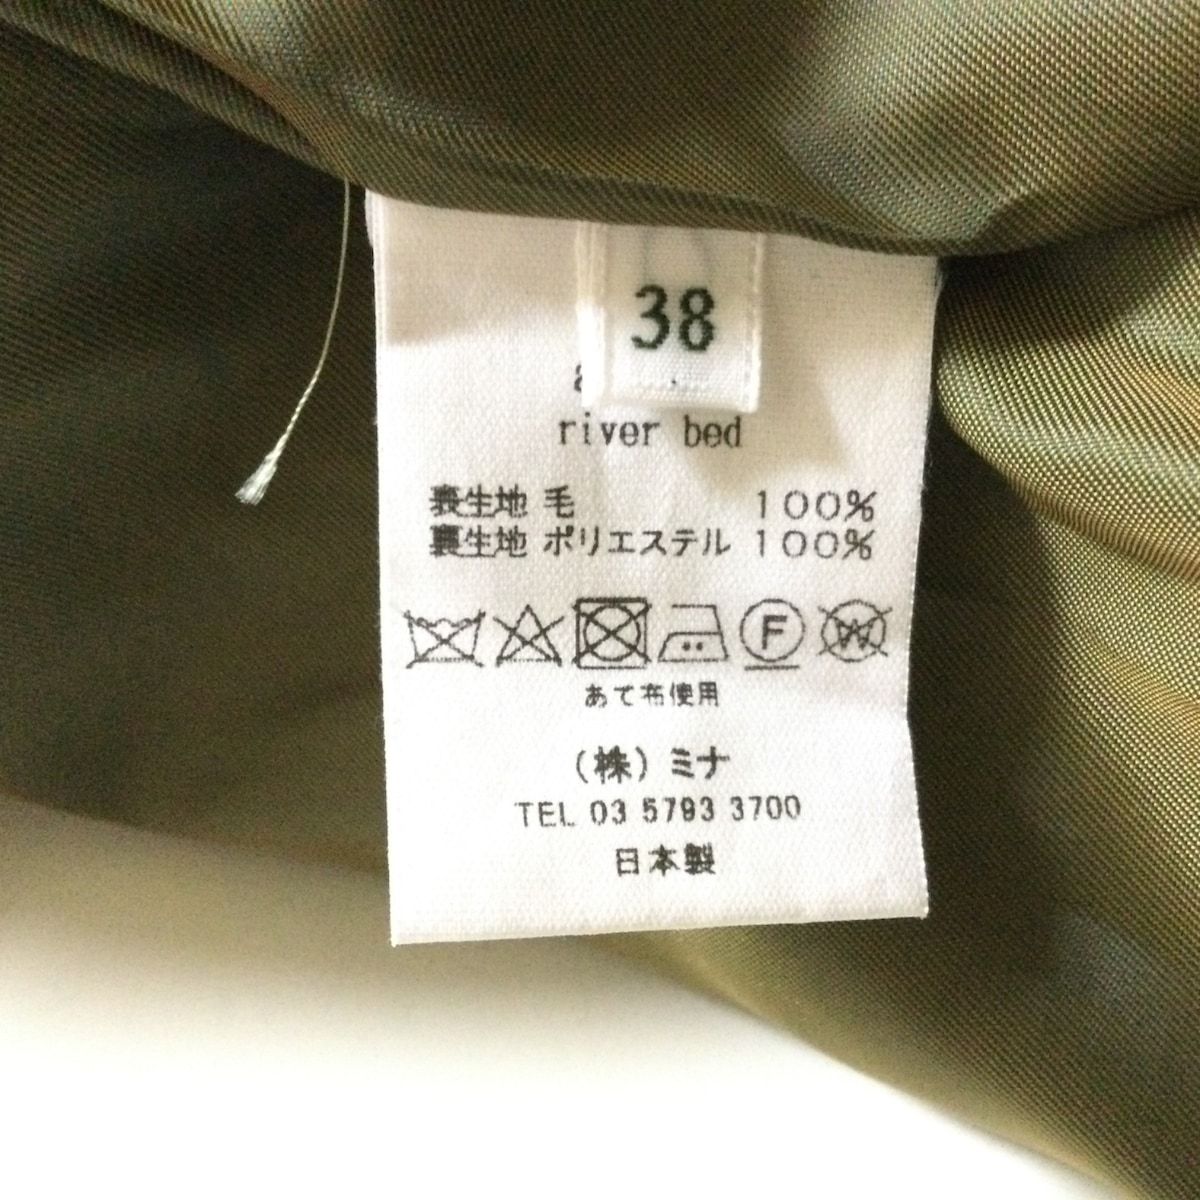 38
river bed
表生地 毛 100%
裏生地 ポリエステル 100%
F W
あて布使用
(株)ミナ
TEL 03 5793 3700
日本製